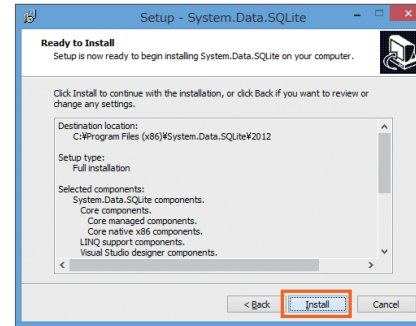 Setup - System.Data.SQLite
Ready to Install
Setup is now ready to begin installing System.Data.SQLite on your computer.
Click Install to continue with the installation, or click Back if you want to review or
change any settings.
Destination location:
C:¥Program Files (x86)¥System.Data.SQLite¥2012
Setup type:
Full installation
Selected components:
System.Data.SQLite components.
Core components.
Core managed components.
Core native x86 components.
LINQ support components.
Visual Studio designer components.
< Back
Install
Cancel